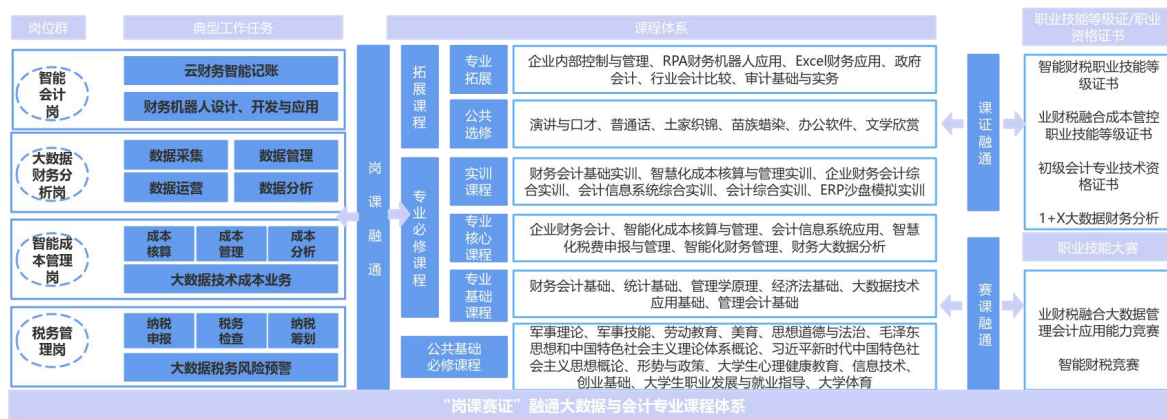 岗位群
典型工作任务
课程体系
职业技能等级证/职业
资格证书
智能
会计
岗
云财务智能记账
财务机器人设计、开发与应用
大数据
财务分
析岗
数据采集
数据管理
数据运营
数据分析
智能成
本管理
岗
成本
核算
成本
管理
成本
分析
大数据技术成本业务
税务管
理岗
纳税
申报
税务
检查
纳税
筹划
大数据税务风险预警
岗课融通
拓展课程
专业
拓展
企业内部控制与管理、RPA财务机器人应用、Excel财务应用、政府
会计、行业会计比较、审计基础与实务
公共
选修
演讲与口才、普通话、土家织锦、苗族蜡染、办公软件、文学欣赏
专业必修课程
实训
课程
财务会计基础实训、智慧化成本核算与管理实训、企业财务会计综
合实训、会计信息系统综合实训、会计综合实训、ERP沙盘模拟实训
专业
核心
课程
企业财务会计、智能化成本核算与管理、会计信息系统应用、智慧
化税费申报与管理、智能化财务管理、财务大数据分析
专业
基础
课程
财务会计基础、统计基础、管理学原理、经济法基础、大数据技术
应用基础、管理会计基础
公共基础
必修课程
军事理论、军事技能、劳动教育、美育、思想道德与法治、毛泽东
思想和中国特色社会主义理论体系概论、习近平新时代中国特色社
会主义思想概论、形势与政策、大学生心理健康教育、信息技术、
创业基础、大学生职业发展与就业指导、大学体育
课证融通
智能财税职业技能等
级证书
业财税融合成本管控
职业技能等级证书
初级会计专业技术资
格证书
1+X大数据财务分析
赛课融通
职业技能大赛
业财税融合大数据管
理会计应用能力竞赛
智能财税竞赛
“岗课赛证”融通大数据与会计专业课程体系